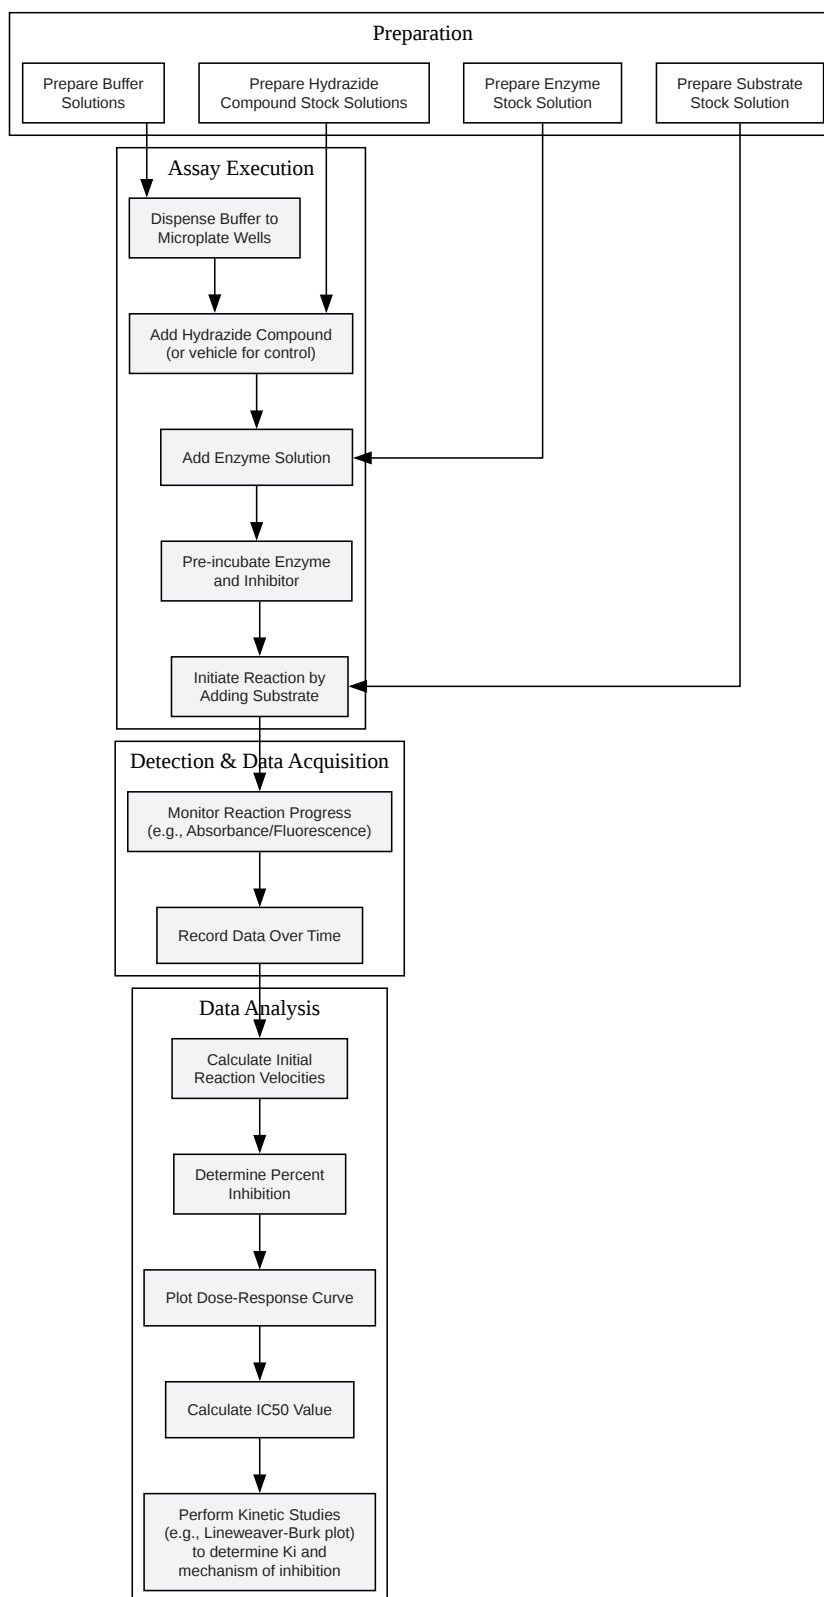 Preparation
Prepare Buffer
Solutions
Prepare Hydrazide
Compound Stock Solutions
Prepare Enzyme
Stock Solution
Prepare Substrate
Stock Solution
Assay Execution
Dispense Buffer to
Microplate Wells
Add Hydrazide Compound
(or vehicle for control)
Add Enzyme Solution
Pre-incubate Enzyme
and Inhibitor
Initiate Reaction by
Adding Substrate
Detection & Data Acquisition
Monitor Reaction Progress
(e.g., Absorbance/Fluorescence)
Record Data Over Time
Data Analysis
Calculate Initial
Reaction Velocities
Determine Percent
Inhibition
Plot Dose-Response Curve
Calculate IC50 Value
Perform Kinetic Studies
(e.g., Lineweaver-Burk plot)
to determine Ki and
mechanism of inhibition